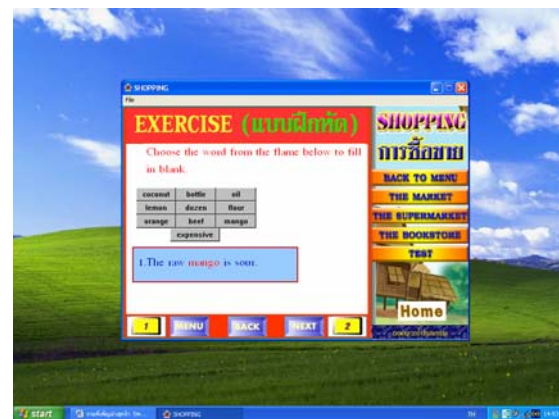 SHOPPING
File
EXERCISE (แบบฝึกหัด)
Choose the word from the flame below to fill
in blank.
coconut bottle oil
lemon dozen flour
orange beef mango
expensive
1.The raw mango is sour.
1 MENU BACK NEXT 2
SHOPPING
การซื้อขาย
BACK TO MENU
THE MARKET
THE SUPERMARKET
THE BOOKSTORE
TEST
Home
start
SHOPPING
TH